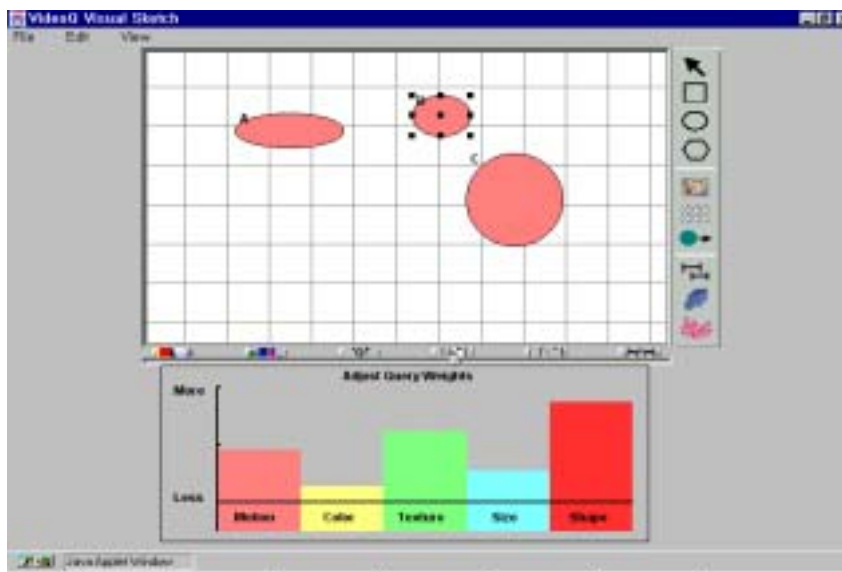 VideoQ Visual Sketch
File Edit View
A
B
C
Adjust Query Weights
More
Less
Motion Color Texture Size Shape
Java Applet Window